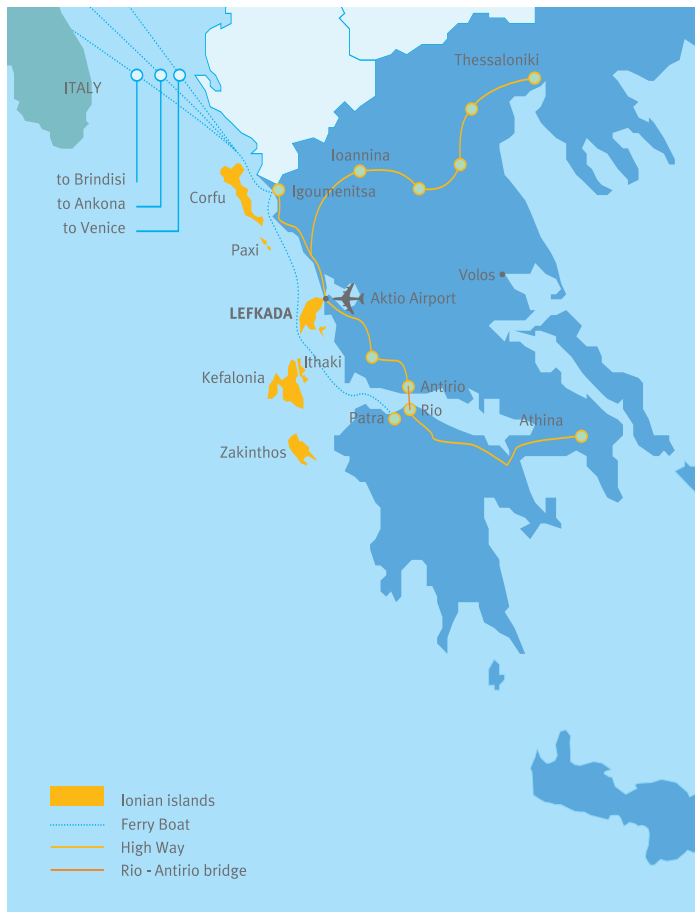 Thessaloniki
ITALY
Ioannina
to Brindisi
Igoumenitsa
Corfu
to Ankona
to Venice
Paxi
Volos
Aktio Airport
LEFKADA
Ithaki
Kefalonia
Antirio
Rio
Patra
Athina
Zakinthos
Ionian islands
Ferry Boat
High Way
Rio - Antirio bridge